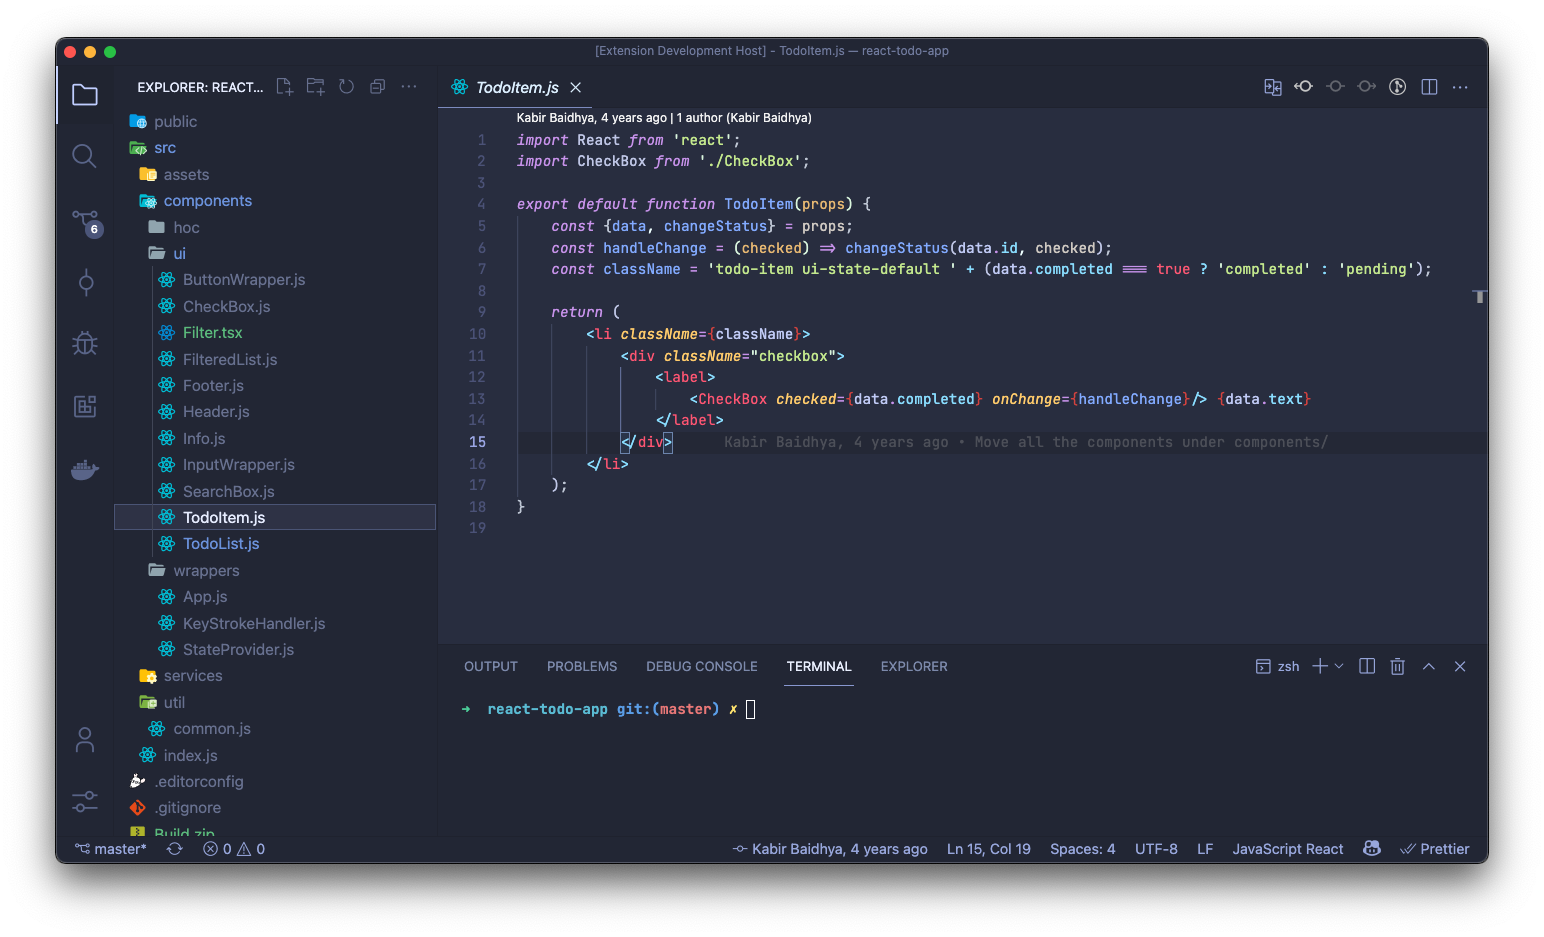 [Extension Development Host] - TodoItem.js — react-todo-app
EXPLORER: REACT...
public
src
assets
components
hoc
ui
ButtonWrapper.js
CheckBox.js
Filter.tsx
FilteredList.js
Footer.js
Header.js
Info.js
InputWrapper.js
SearchBox.js
TodoItem.js
TodoList.js
wrappers
App.js
KeyStrokeHandler.js
StateProvider.js
services
util
common.js
index.js
.editorconfig
.gitignore
Build.zip
6
TodoItem.js
Kabir Baidhya, 4 years ago | 1 author (Kabir Baidhya)
1 import React from 'react';
2 import CheckBox from './CheckBox';
3
4 export default function TodoItem(props) {
5 const {data, changeStatus} = props;
6 const handleChange = (checked) => changeStatus(data.id, checked);
7 const className = 'todo-item ui-state-default ' + (data.completed === true ? 'completed' : 'pending');
8
9 return (
10 <li className={className}>
11 <div className="checkbox">
12 <label>
13 <CheckBox checked={data.completed} onChange={handleChange}/> {data.text}
14 </label>
15 </div> Kabir Baidhya, 4 years ago • Move all the components under components/
16 </li>
17 );
18 }
19
OUTPUT PROBLEMS DEBUG CONSOLE TERMINAL EXPLORER zsh
➜ react-todo-app git:(master) ✗
master* 0 0 Kabir Baidhya, 4 years ago Ln 15, Col 19 Spaces: 4 UTF-8 LF JavaScript React Prettier